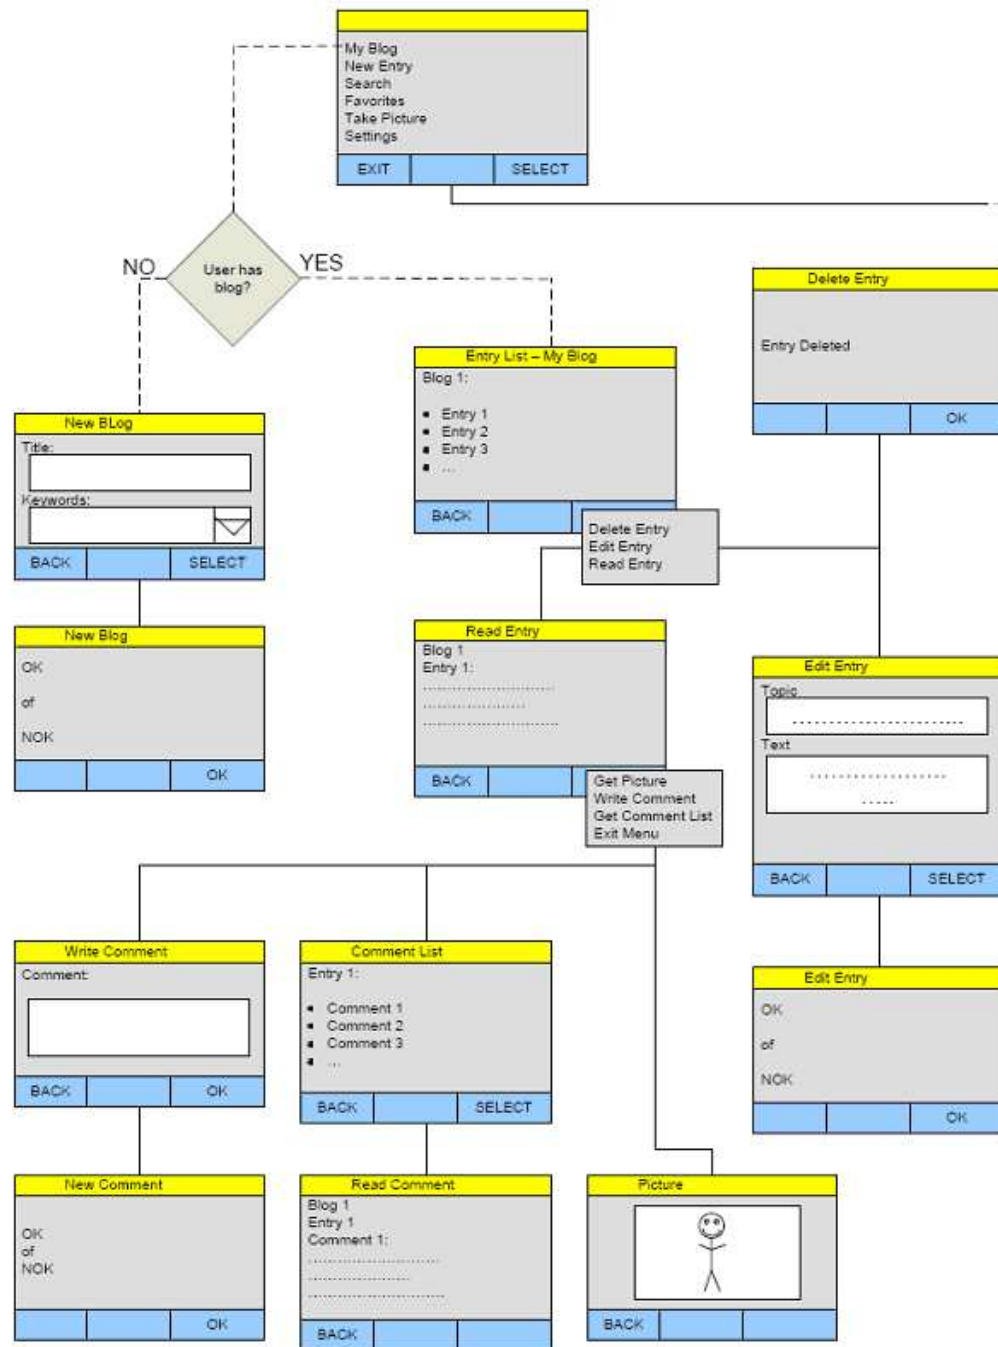 My Blog
New Entry
Search
Favorites
Take Picture
Settings
EXIT
SELECT
User has
blog?
NO
YES
Delete Entry
Entry Deleted
OK
Entry List – My Blog
Blog 1:
Entry 1
Entry 2
Entry 3
...
BACK
Delete Entry
Edit Entry
Read Entry
New BLog
Title:
Keywords:
BACK
SELECT
New Blog
OK
of
NOK
OK
Read Entry
Blog 1
Entry 1:
BACK
Get Picture
Write Comment
Get Comment List
Exit Menu
Edit Entry
Topic
Text
BACK
SELECT
Write Comment
Comment:
BACK
OK
Comment List
Entry 1:
Comment 1
Comment 2
Comment 3
...
BACK
SELECT
Edit Entry
OK
of
NOK
OK
New Comment
OK
of
NOK
OK
Read Comment
Blog 1
Entry 1
Comment 1:
BACK
Picture
BACK